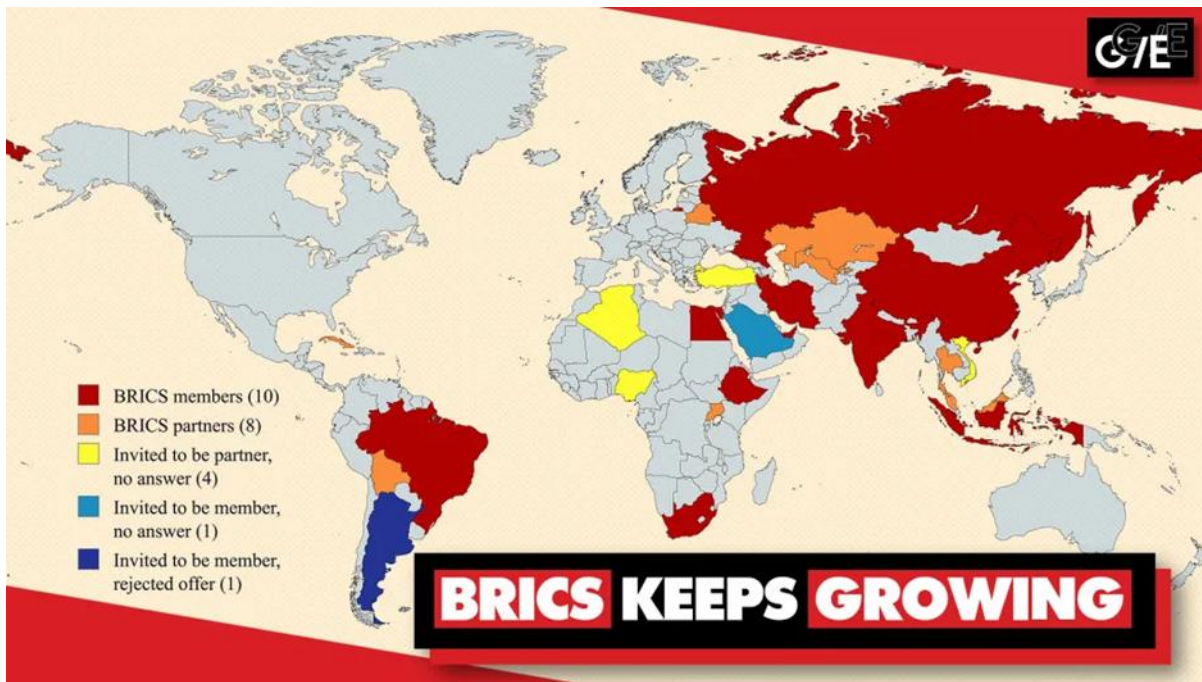 G/E
BRICS members (10)
BRICS partners (8)
Invited to be partner,
no answer (4)
Invited to be member,
no answer (1)
Invited to be member,
rejected offer (1)
BRICS KEEPS GROWING